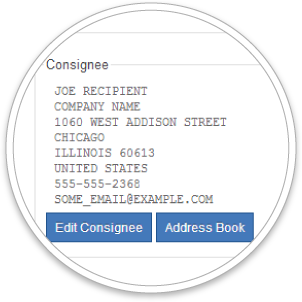 Consignee
JOE RECIPIENT
COMPANY NAME
1060 WEST ADDISON STREET
CHICAGO
ILLINOIS 60613
UNITED STATES
555-555-2368
SOME_EMAIL@EXAMPLE.COM
Edit Consignee Address Book